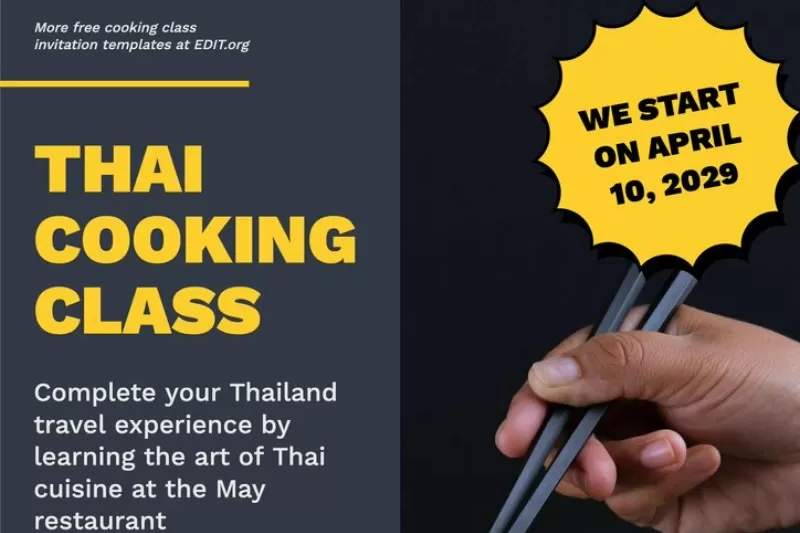 More free cooking class
invitation templates at EDIT.org
THAI
COOKING
CLASS
Complete your Thailand
travel experience by
learning the art of Thai
cuisine at the May
restaurant
WE START
ON APRIL
10, 2029